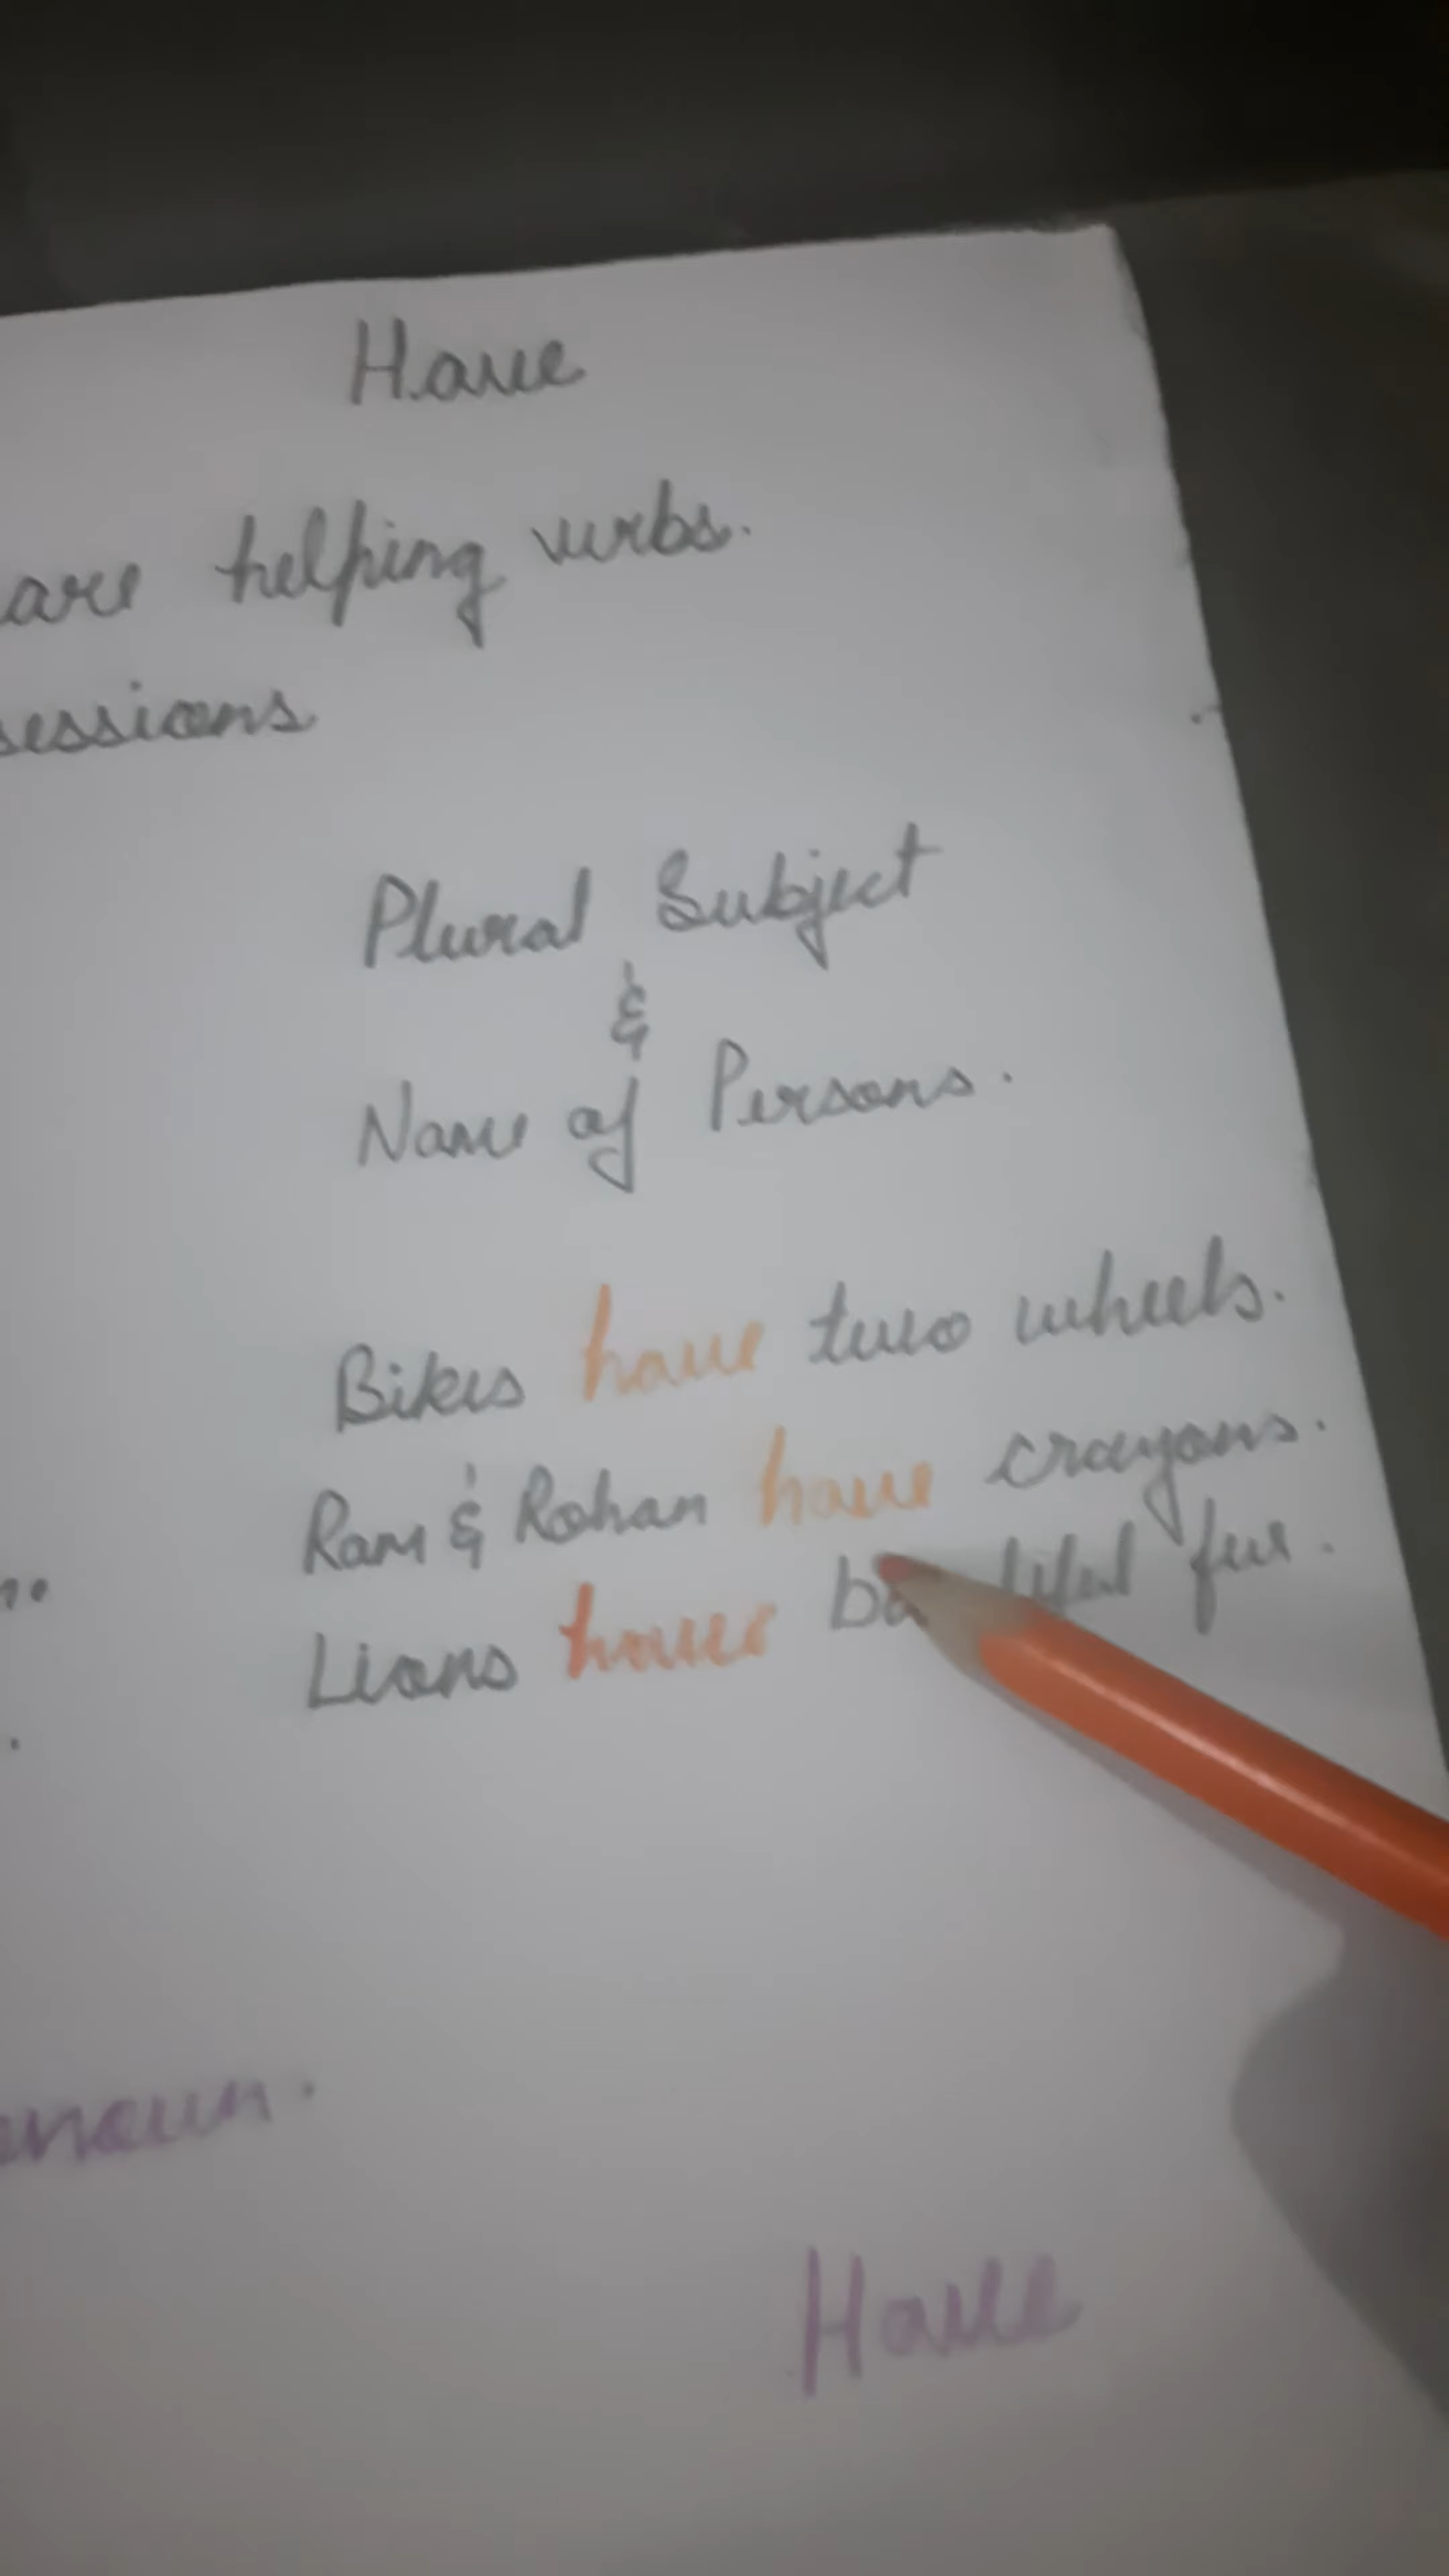 Have
are helping verbs.
sessions
Plural Subject
&
Name of Persons.
Bikes have two wheels.
Ram & Rohan have crayons.
Lions have fur.
noun.
Have